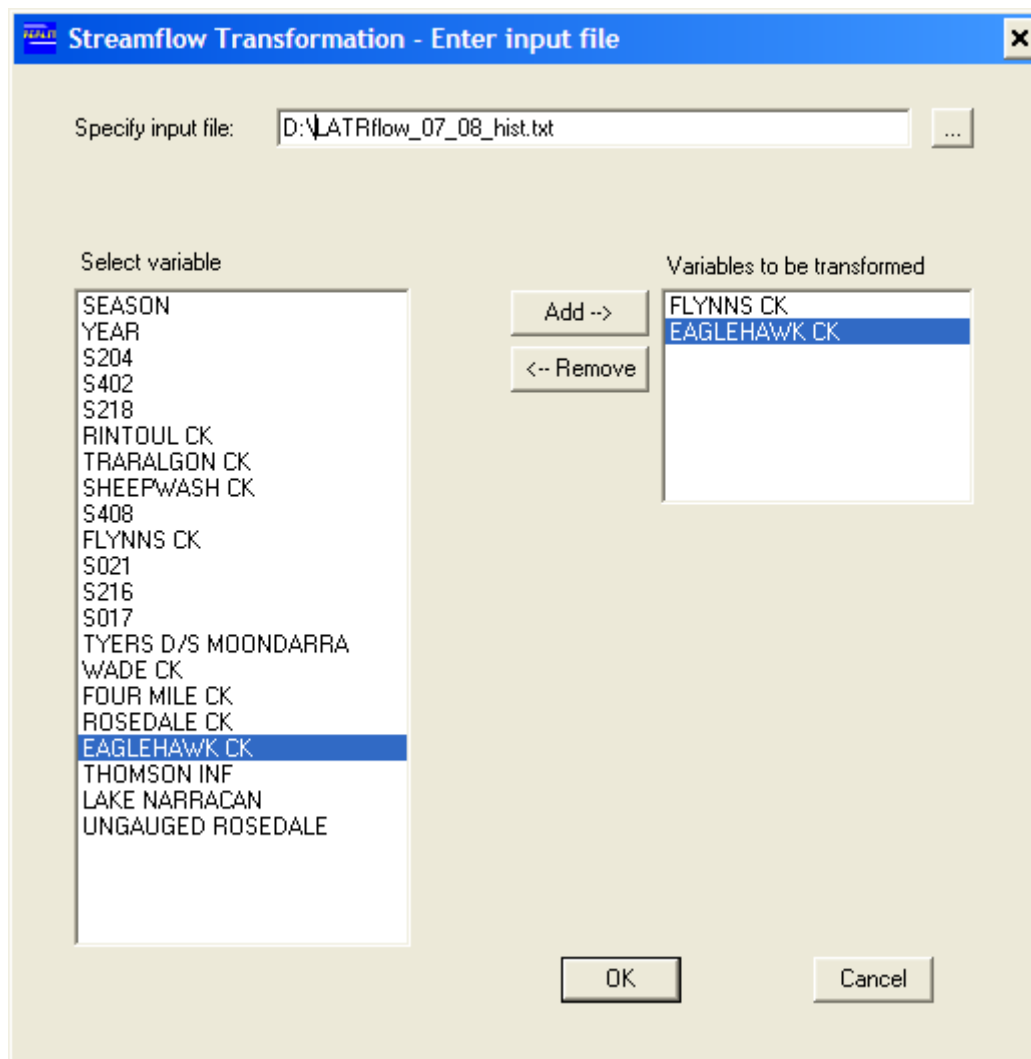 Streamflow Transformation - Enter input file
Specify input file: D:\LATRflow_07_08_hist.txt ...
Select variable
SEASON
YEAR
S204
S402
S218
RINTOUL CK
TRARALGON CK
SHEEPWASH CK
S408
FLYNNS CK
S021
S216
S017
TYERS D/S MOONDARRA
WADE CK
FOUR MILE CK
ROSEDALE CK
EAGLEHAWK CK
THOMSON INF
LAKE NARRACAN
UNGAUGED ROSEDALE
Add -->
<-- Remove
Variables to be transformed
FLYNNS CK
EAGLEHAWK CK
OK
Cancel